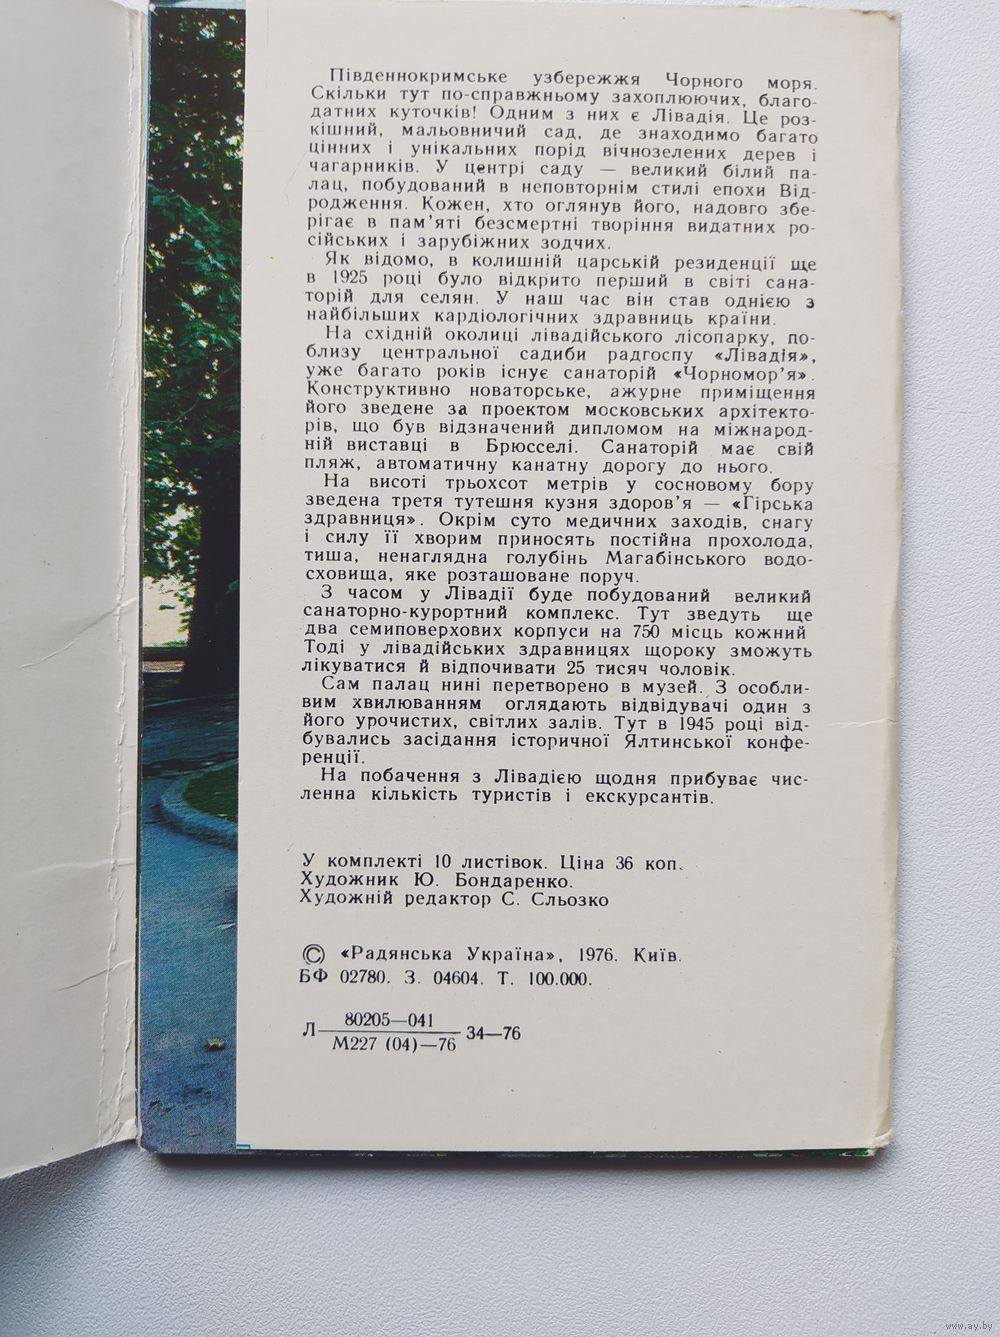 Південнокримське узбережжя Чорного моря.
Скільки тут по-справжньому захоплюючих, благо-
датних куточків! Одним з них є Лівадія. Це роз-
кішний, мальовничий сад, де знаходимо багато
цінних і унікальних порід вічнозелених дерев і
чагарників. У центрі саду — великий білий па-
лац, побудований в неповторнім стилі епохи Від-
родження. Кожен, хто оглянув його, надовго збе-
рігає в пам’яті безсмертні творіння видатних ро-
сійських і зарубіжних зодчих.
Як відомо, в колишній царській резиденції ще
в 1925 році було відкрито перший в світі сана-
торій для селян. У наш час він став однією з
найбільших кардіологічних здравниць країни.
На східній околиці лівадійського лісопарку, по-
близу центральної садиби радгоспу «Лівадія»,
уже багато років існує санаторій «Чорномор’я».
Конструктивно новаторське, ажурне приміщення
його зведене за проектом московських архітекто-
рів, що був відзначений дипломом на міжнарод-
ній виставці в Брюсселі. Санаторій має свій
пляж, автоматичну канатну дорогу до нього.
На висоті трьохсот метрів у сосновому бору
зведена третя тутешня кузня здоров’я — «Гірська
здравниця». Окрім суто медичних заходів, снагу
і силу її хворим приносять постійна прохолода,
тиша, ненаглядна голубінь Магабінського водо-
сховища, яке розташоване поруч.
З часом у Лівадії буде побудований великий
санаторно-курортний комплекс. Тут зведуть ще
два семиповерхових корпуси на 750 місць кожний
Тоді у лівадійських здравницях щороку зможуть
лікуватися й відпочивати 25 тисяч чоловік.
Сам палац нині перетворено в музей. З особли-
вим хвилюванням оглядають відвідувачі один з
його урочистих, світлих залів. Тут в 1945 році від-
бувались засідання історичної Ялтинської конфе-
ренції.
На побачення з Лівадією щодня прибуває чис-
ленна кількість туристів і екскурсантів.
У комплекті 10 листівок. Ціна 36 коп.
Художник Ю. Бондаренко.
Художній редактор С. Сльозко
© «Радянська Україна», 1976. Київ.
БФ 02780. З. 04604. Т. 100.000.
80205—041
Л 34—76
М227 (04)—76
www.ay.by